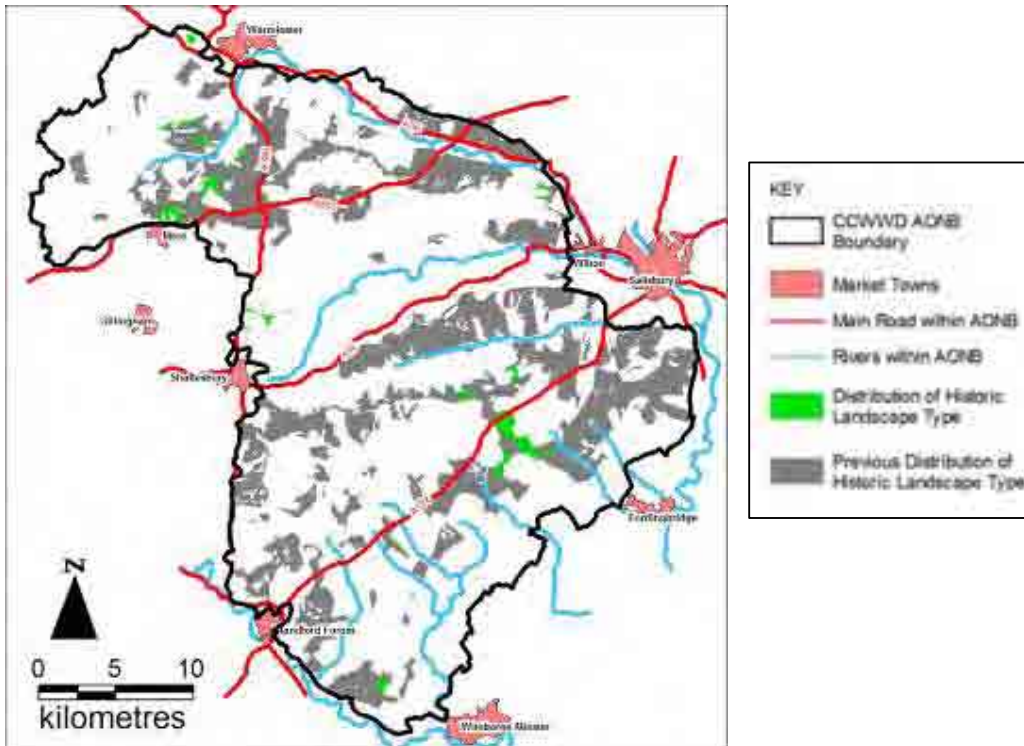 Warminster
Mere
Wilton
Salisbury
Gillingham
Shaftesbury
Fordingbridge
Blandford Forum
Wimborne Minster
N
0 5 10
kilometres
KEY
CCWWD AONB
Boundary
Market Towns
Main Road within AONB
Rivers within AONB
Distribution of Historic
Landscape Type
Previous Distribution of
Historic Landscape Type